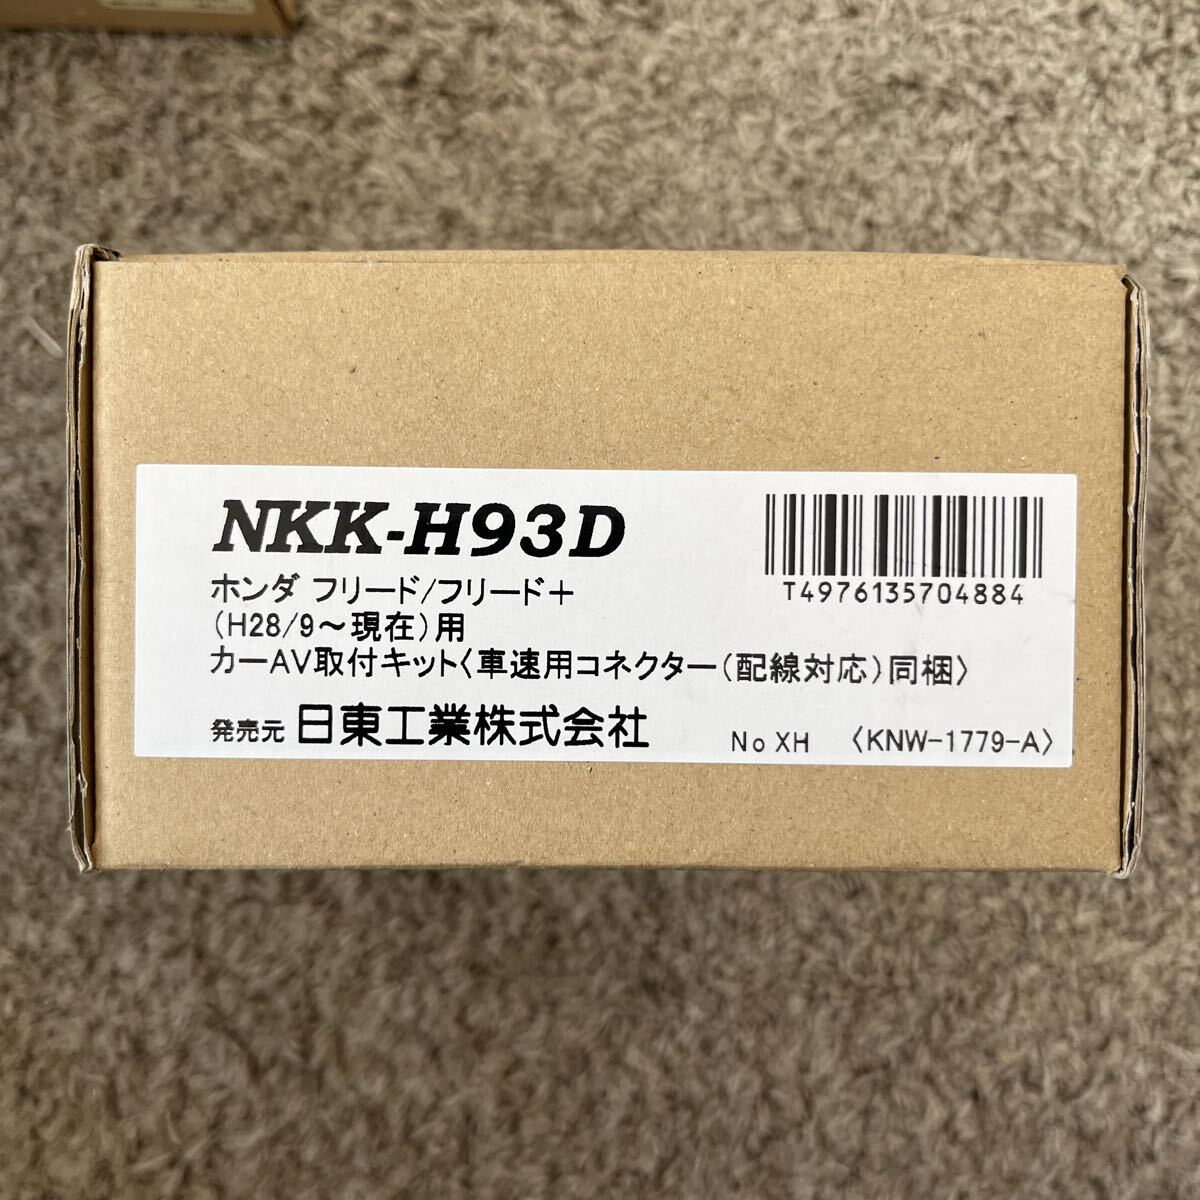 NKK-H93D
ホンダ フリード/フリード＋
(H28/9～現在)用
カーAV取付キット〈車速用コネクター(配線対応)同梱〉
発売元 日東工業株式会社
No XH 〈KNW-1779-A〉
T4976135704884